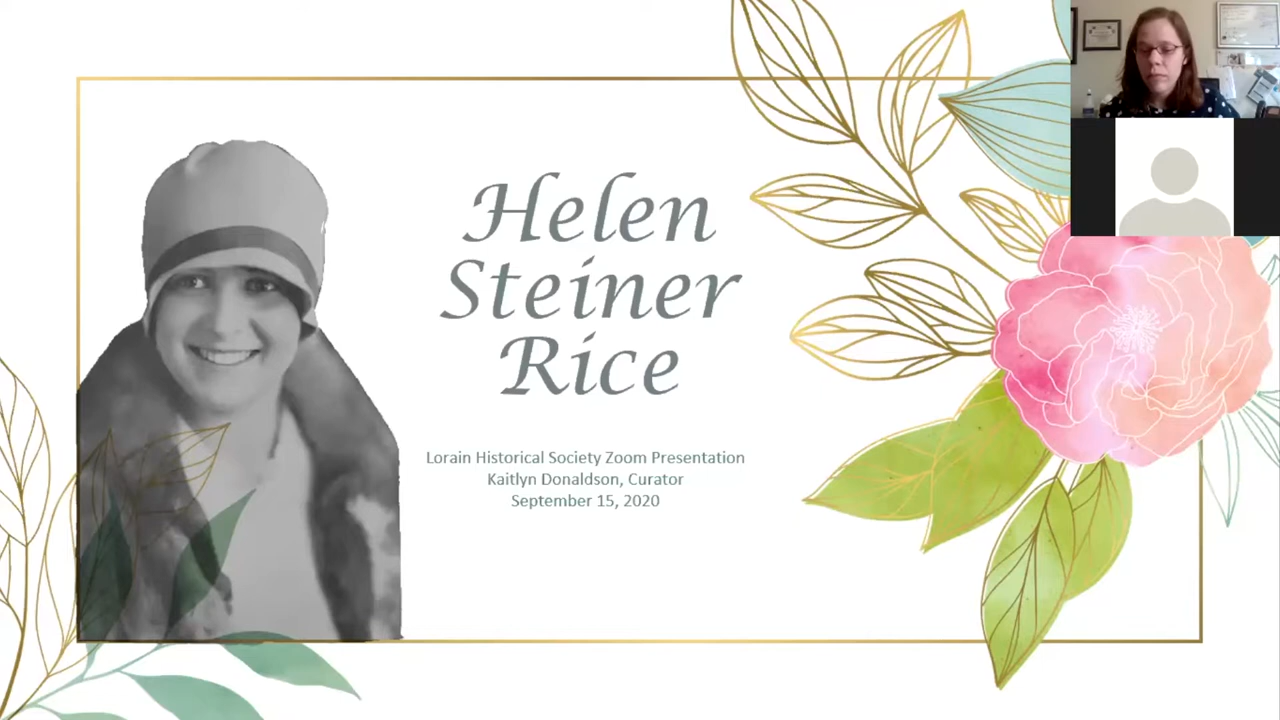 Helen
Steiner
Rice
Lorain Historical Society Zoom Presentation
Kaitlyn Donaldson, Curator
September 15, 2020